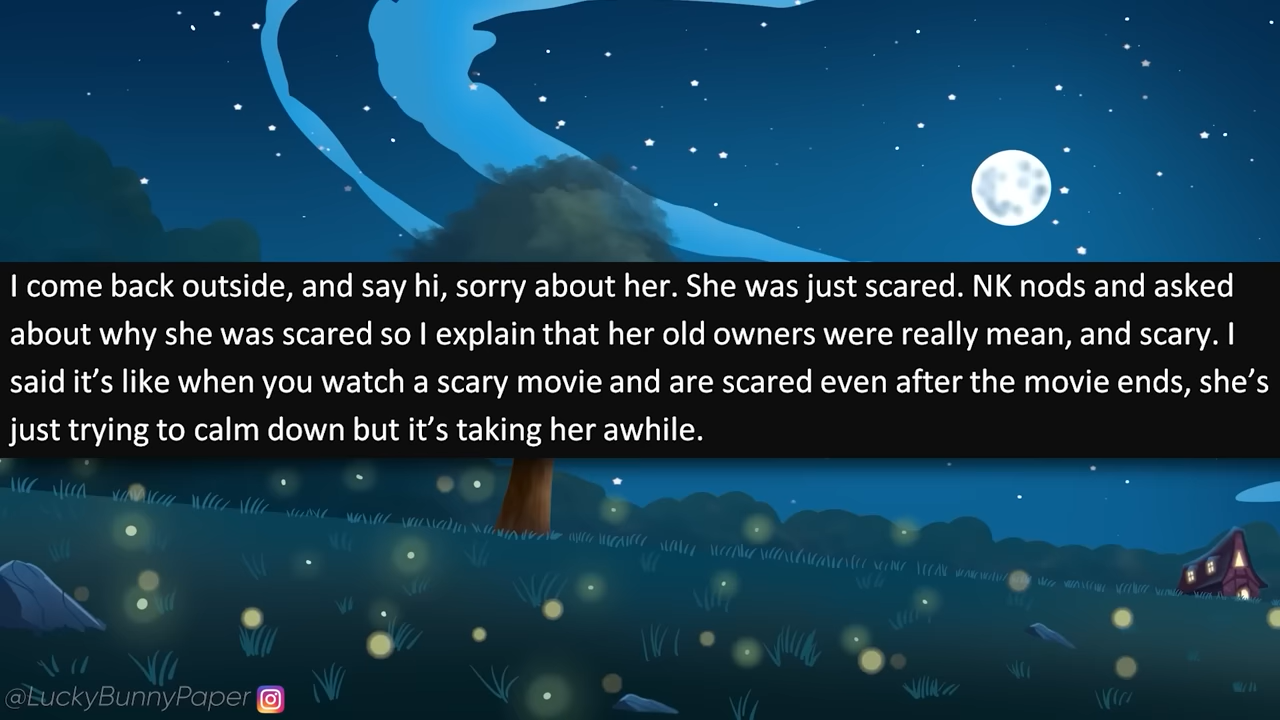 I come back outside, and say hi, sorry about her. She was just scared. NK nods and asked
about why she was scared so I explain that her old owners were really mean, and scary. I
said it’s like when you watch a scary movie and are scared even after the movie ends, she’s
just trying to calm down but it’s taking her awhile.
@LuckyBunnyPaper